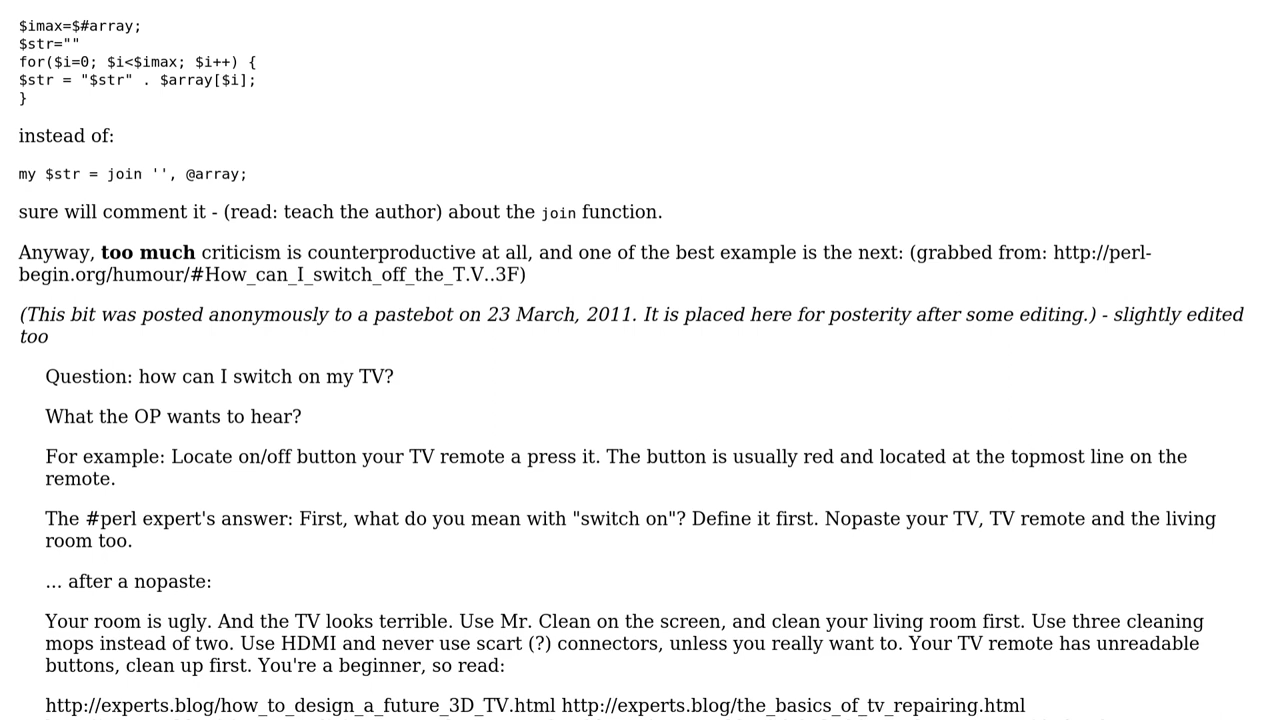 $imax=$#array;
$str=""
for($i=0; $i<$imax; $i++) {
$str = "$str" . $array[$i];
}
instead of:
my $str = join '', @array;
sure will comment it - (read: teach the author) about the join function.
Anyway, too much criticism is counterproductive at all, and one of the best example is the next: (grabbed from: http://perl-
begin.org/humour/#How_can_I_switch_off_the_T.V..3F)
(This bit was posted anonymously to a pastebot on 23 March, 2011. It is placed here for posterity after some editing.) - slightly edited
too
Question: how can I switch on my TV?
What the OP wants to hear?
For example: Locate on/off button your TV remote a press it. The button is usually red and located at the topmost line on the
remote.
The #perl expert's answer: First, what do you mean with "switch on"? Define it first. Nopaste your TV, TV remote and the living
room too.
... after a nopaste:
Your room is ugly. And the TV looks terrible. Use Mr. Clean on the screen, and clean your living room first. Use three cleaning
mops instead of two. Use HDMI and never use scart (?) connectors, unless you really want to. Your TV remote has unreadable
buttons, clean up first. You're a beginner, so read:
http://experts.blog/how_to_design_a_future_3D_TV.html http://experts.blog/the_basics_of_tv_repairing.html